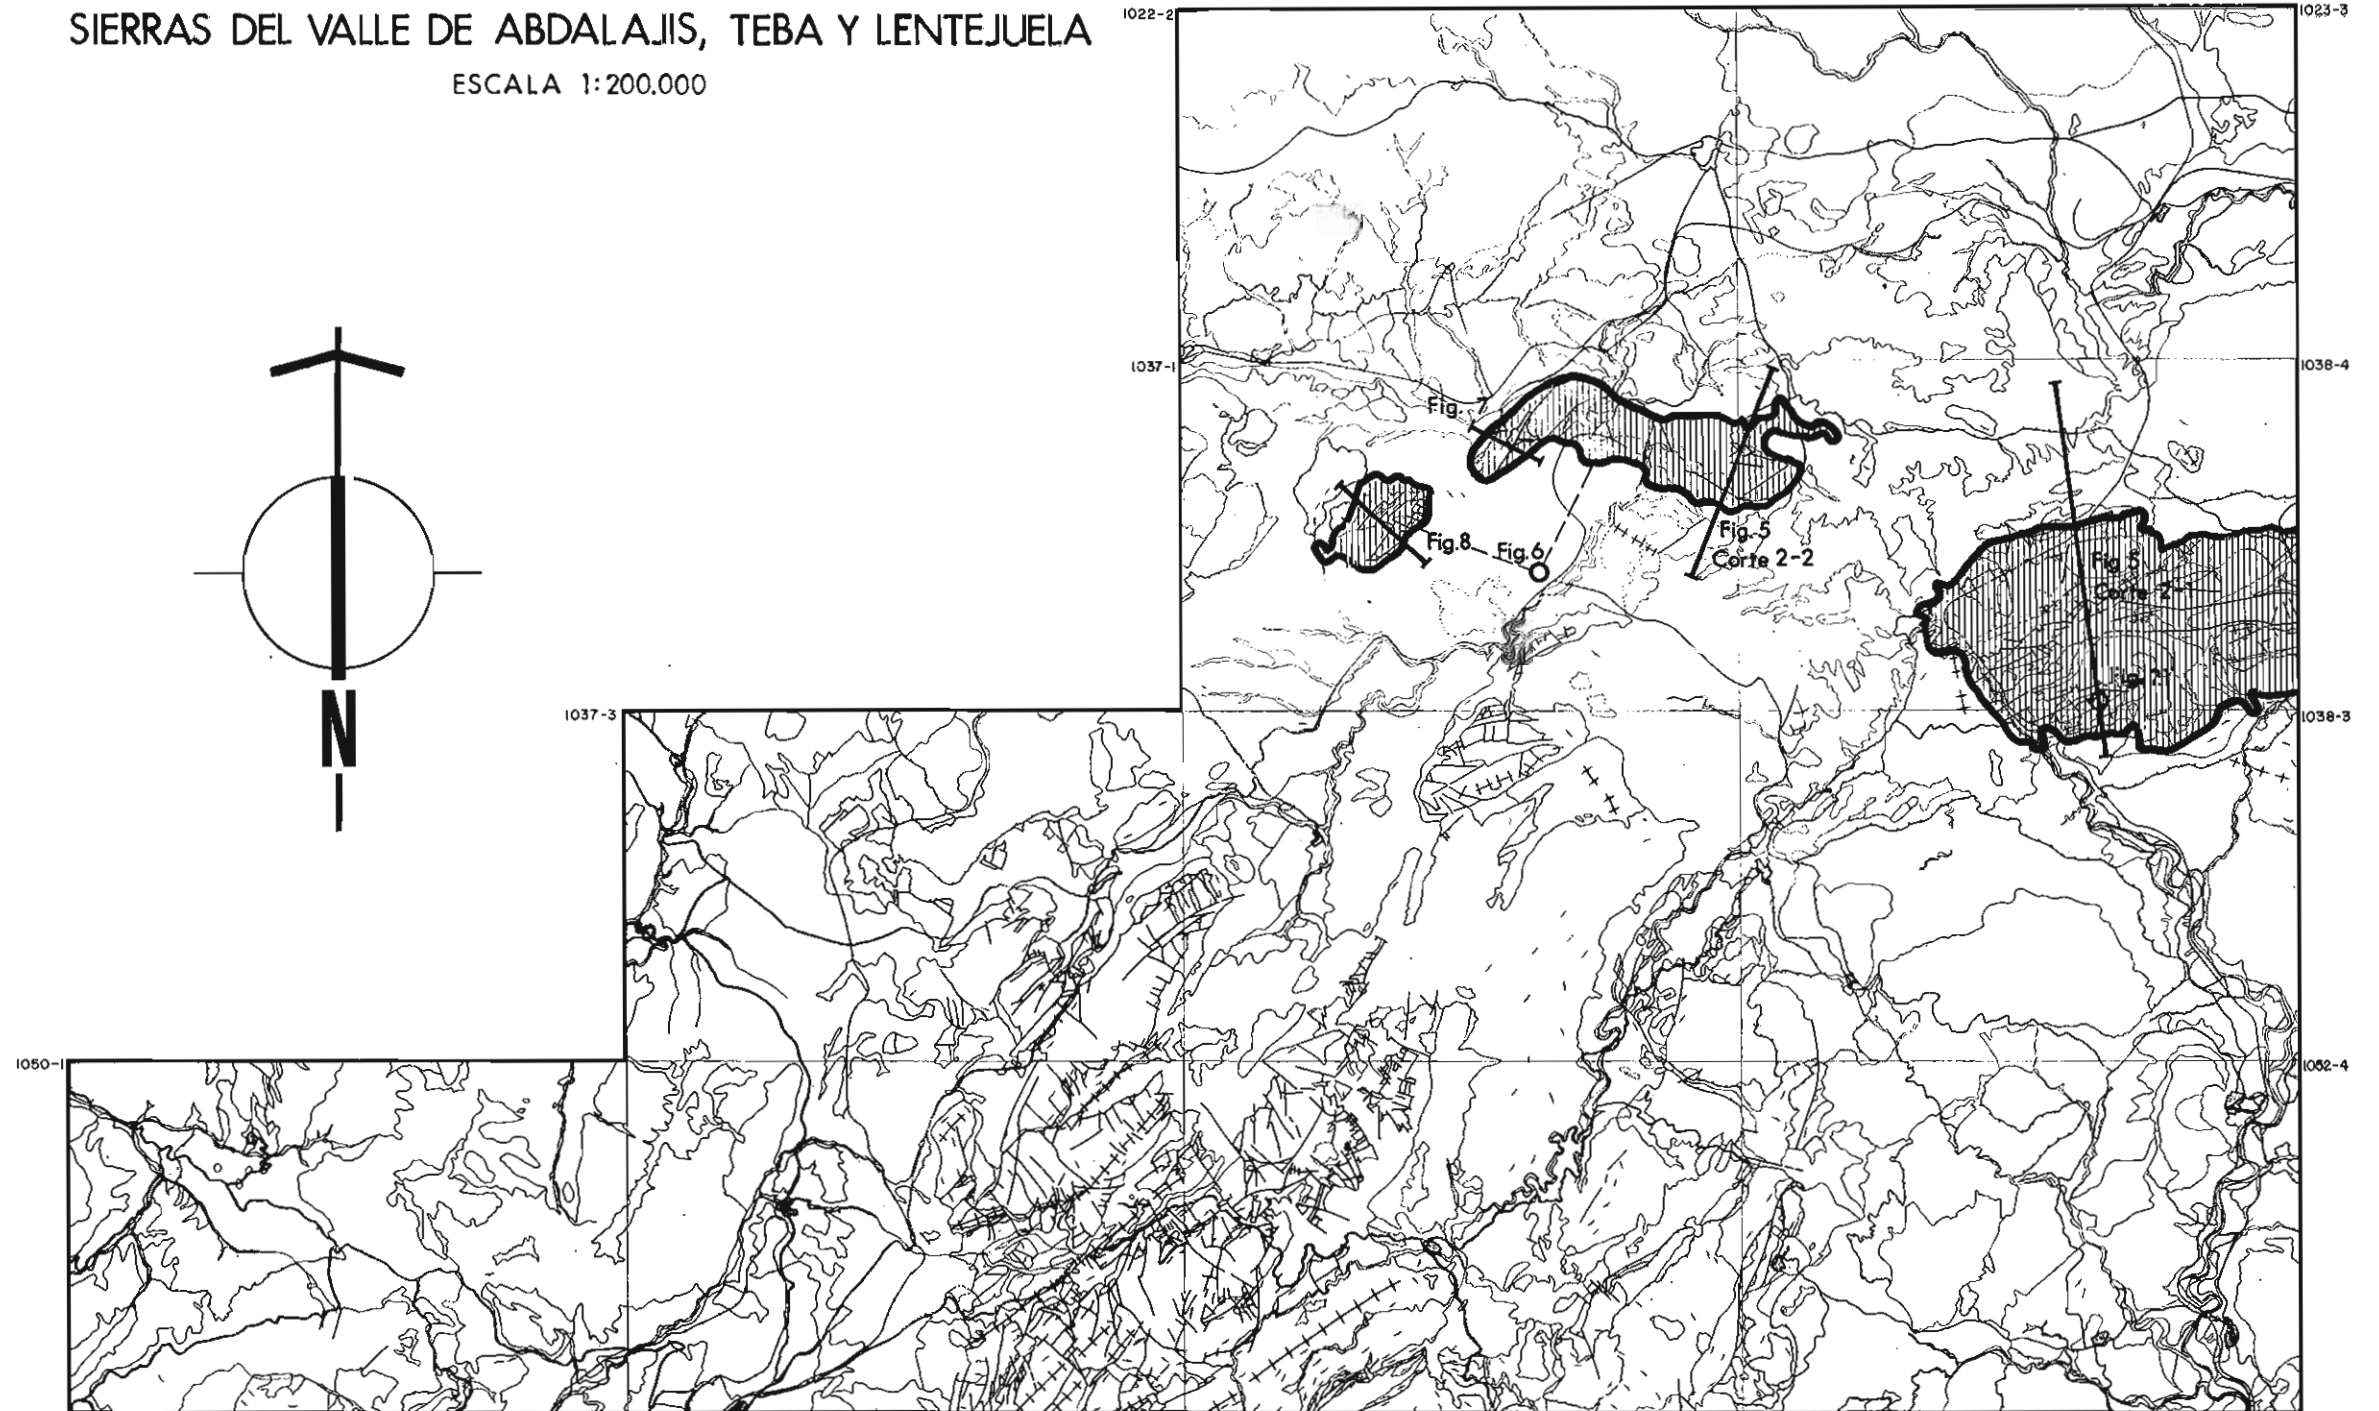 SIERRAS DEL VALLE DE ABDALAJIS, TEBA Y LENTEJUELA
ESCALA 1:200.000
1022-2
1023-3
1037-1
1038-4
Fig. 7
Fig.8
Fig.6
Fig.5
Corte 2-2
Fig 5
Corte 2-
N
1037-3
1038-3
1050-1
1052-4